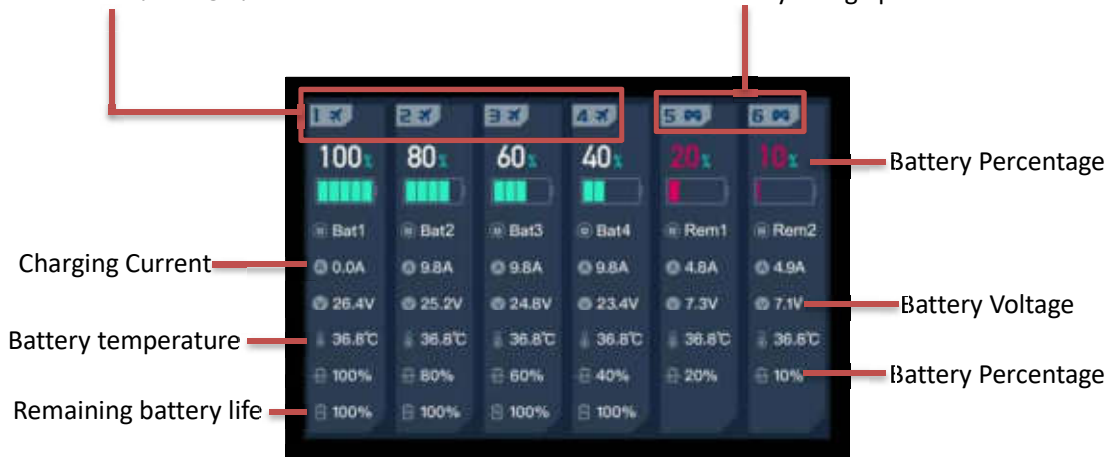 1 2 3 4 5 6
100% 80% 60% 40% 20% 10%
Battery Percentage
Bat1 Bat2 Bat3 Bat4 Rem1 Rem2
Charging Current
0.0A 9.8A 9.8A 9.8A 4.8A 4.9A
26.4V 25.2V 24.8V 23.4V 7.3V 7.1V
Battery Voltage
Battery temperature
36.8℃ 36.8℃ 36.8℃ 36.8℃ 36.8℃ 36.8℃
100% 80% 60% 40% 20% 10%
Battery Percentage
Remaining battery life
100% 100% 100% 100%